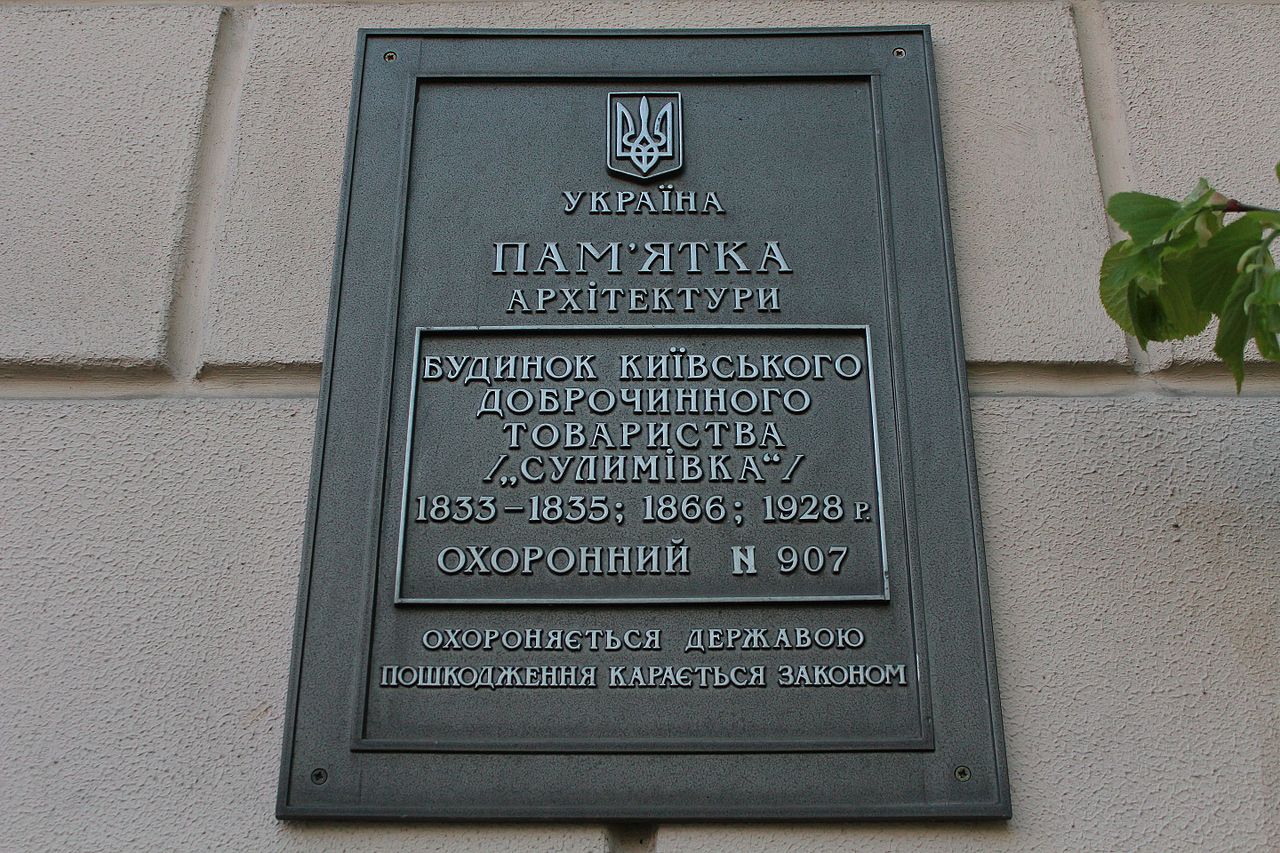 УКРАЇНА
ПАМ'ЯТКА
АРХІТЕКТУРИ
БУДИНОК КИЇВСЬКОГО
ДОБРОЧИННОГО
ТОВАРИСТВА
/„СУЛИМІВКА“/
1833–1835; 1866; 1928 Р.
ОХОРОННИЙ N 907
ОХОРОНЯЄТЬСЯ ДЕРЖАВОЮ
ПОШКОДЖЕННЯ КАРАЄТЬСЯ ЗАКОНОМ